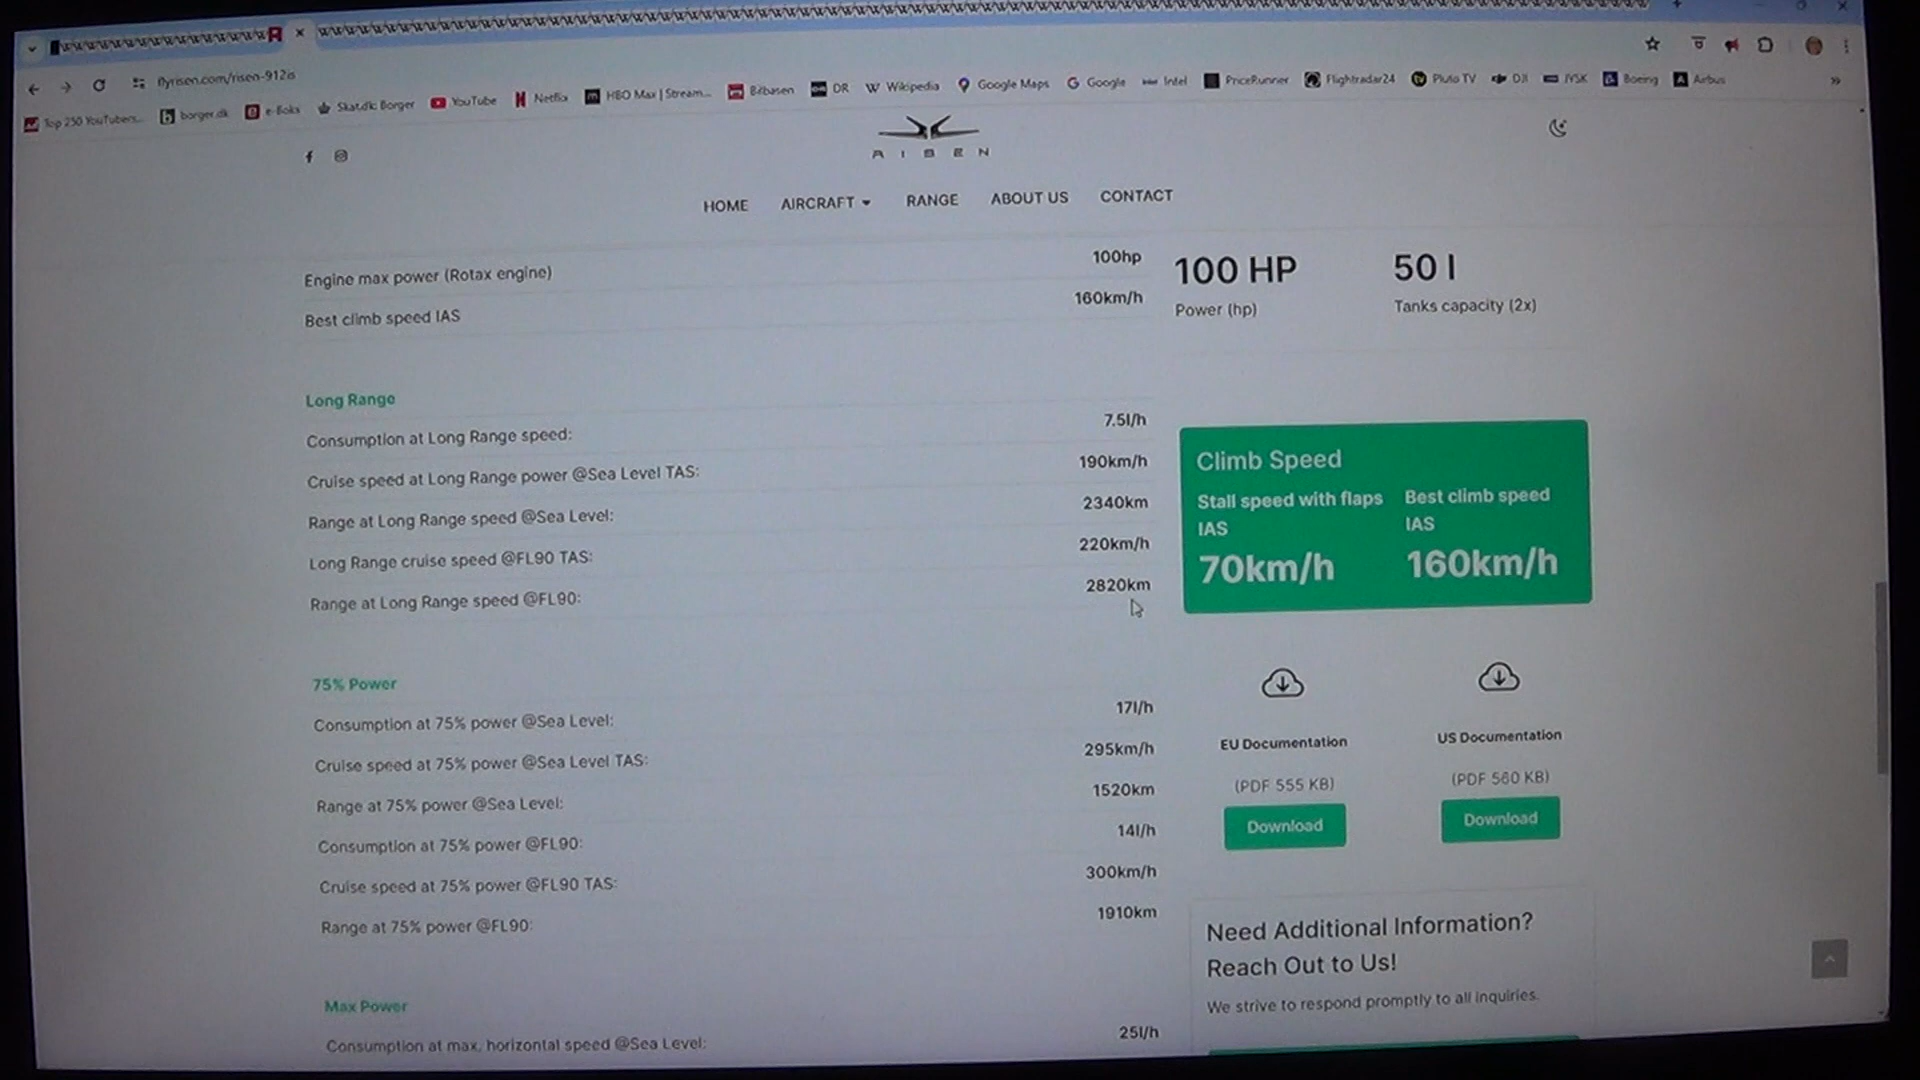 flyrisen.com/risen-912is
Top 250 YouTubers...
borger.dk
e-Boks
Skat.dk: Borger
YouTube
Netflix
HBO Max | Stream...
Bilbasen
DR
Wikipedia
Google Maps
Google
Intel
PriceRunner
Flightradar24
Pluto TV
DJI
JYSK
Boeing
Airbus
HOME
AIRCRAFT
RANGE
ABOUT US
CONTACT
Engine max power (Rotax engine) 100hp
Best climb speed IAS 160km/h
Long Range
Consumption at Long Range speed: 7.5l/h
Cruise speed at Long Range power @Sea Level TAS: 190km/h
Range at Long Range speed @Sea Level: 2340km
Long Range cruise speed @FL90 TAS: 220km/h
Range at Long Range speed @FL90: 2820km
75% Power
Consumption at 75% power @Sea Level: 17l/h
Cruise speed at 75% power @Sea Level TAS: 295km/h
Range at 75% power @Sea Level: 1520km
Consumption at 75% power @FL90: 14l/h
Cruise speed at 75% power @FL90 TAS: 300km/h
Range at 75% power @FL90: 1910km
Max Power
Consumption at max, horizontal speed @Sea Level: 25l/h
100 HP
Power (hp)
50 l
Tanks capacity (2x)
Climb Speed
Stall speed with flaps IAS
70km/h
Best climb speed IAS
160km/h
EU Documentation
(PDF 555 KB)
Download
US Documentation
(PDF 560 KB)
Download
Need Additional Information?
Reach Out to Us!
We strive to respond promptly to all inquiries.